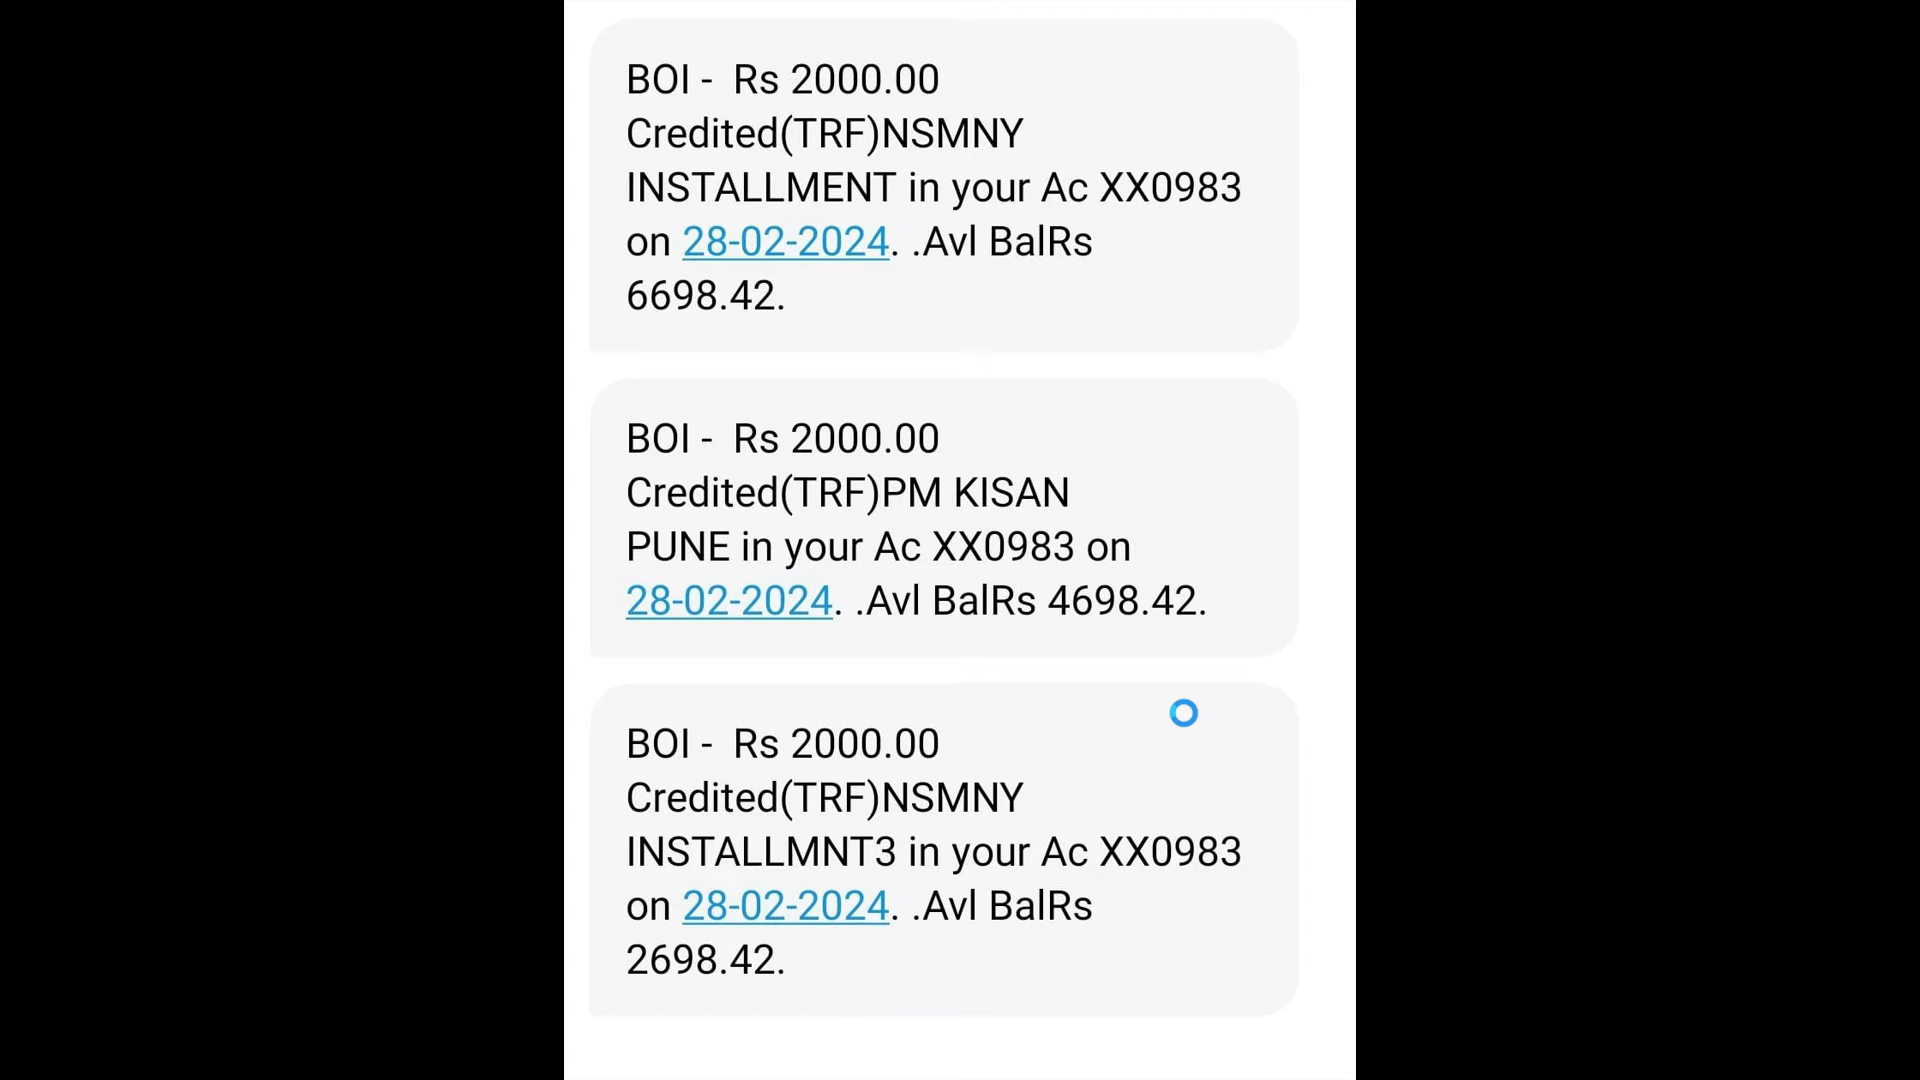 BOI -  Rs 2000.00
Credited(TRF)NSMNY
INSTALLMENT in your Ac XX0983
on 28-02-2024. .Avl BalRs
6698.42.
BOI -  Rs 2000.00
Credited(TRF)PM KISAN
PUNE in your Ac XX0983 on
28-02-2024. .Avl BalRs 4698.42.
BOI -  Rs 2000.00
Credited(TRF)NSMNY
INSTALLMNT3 in your Ac XX0983
on 28-02-2024. .Avl BalRs
2698.42.